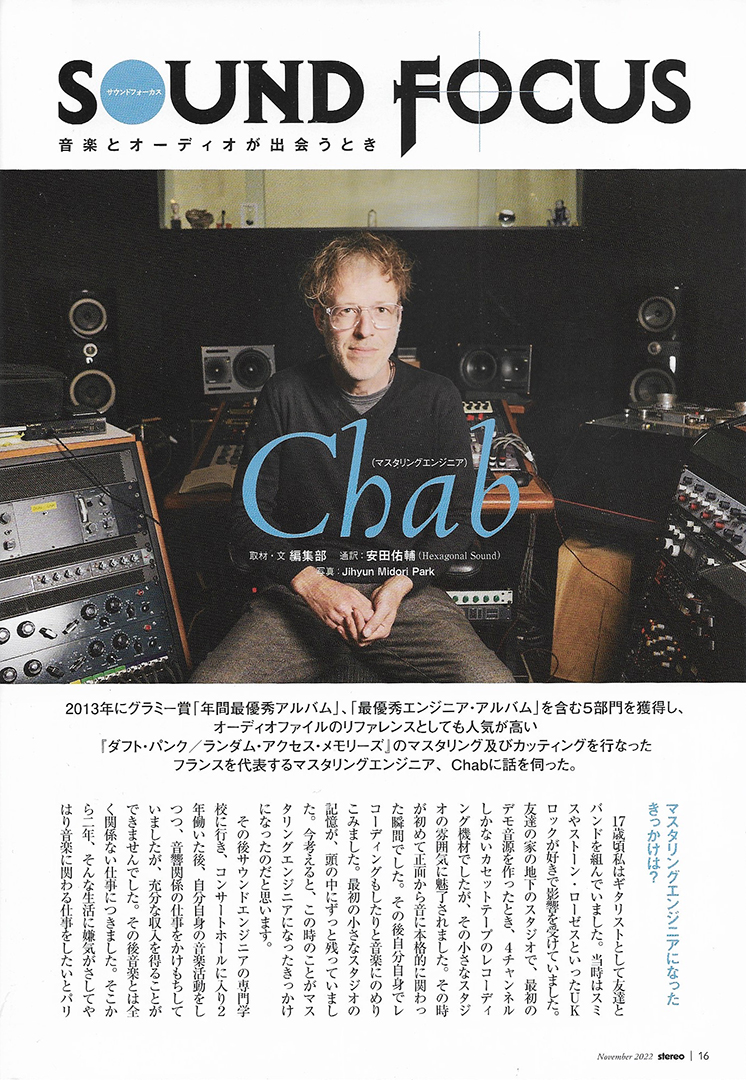 SOUND FOCUS
サウンドフォーカス
音楽とオーディオが出会うとき
(マスタリングエンジニア)
Chab
取材・文 編集部 通訳：安田佑輔(Hexagonal Sound)
写真：Jihyun Midori Park
2013年にグラミー賞「年間最優秀アルバム」、「最優秀エンジニア・アルバム」を含む5部門を獲得し、
オーディオファイルのリファレンスとしても人気が高い
『ダフト・パンク／ランダム・アクセス・メモリーズ』のマスタリング及びカッティングを行なった
フランスを代表するマスタリングエンジニア、Chabに話を伺った。
マスタリングエンジニアになった
きっかけは？
17歳頃私はギタリストとして友達と
バンドを組んでいました。当時はスミ
スやストーン・ローゼスといったUK
ロックが好きで影響を受けていました。
友達の家の地下のスタジオで、最初の
デモ音源を作ったとき、4チャンネル
しかないカセットテープのレコーディ
ング機材でしたが、その小さなスタジ
オの雰囲気に魅了されました。その時
が初めて正面から音に本格的に関わっ
た瞬間でした。その後自分自身でレ
コーディングもしたりと音楽にのめり
こみました。最初の小さなスタジオの
記憶が、頭の中にずっと残っていまし
た。今考えると、この時のことがマス
タリングエンジニアになったきっかけ
になったのだと思います。
その後サウンドエンジニアの専門学
校に行き、コンサートホールに入り2
年働いた後、自分自身の音楽活動をし
つつ、音響関係の仕事をかけもちして
いましたが、充分な収入を得ることが
できませんでした。その後音楽とは全
く関係ない仕事につきました。そこか
ら二年、そんな生活に嫌気がさしてや
はり音楽に関わる仕事をしたいとパリ
November 2022 stereo | 16